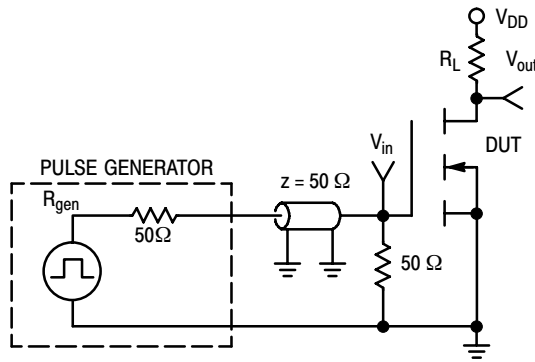 V_DD
R_L
V_out
V_in
DUT
PULSE GENERATOR
z = 50 Ω
R_gen
50Ω
50 Ω